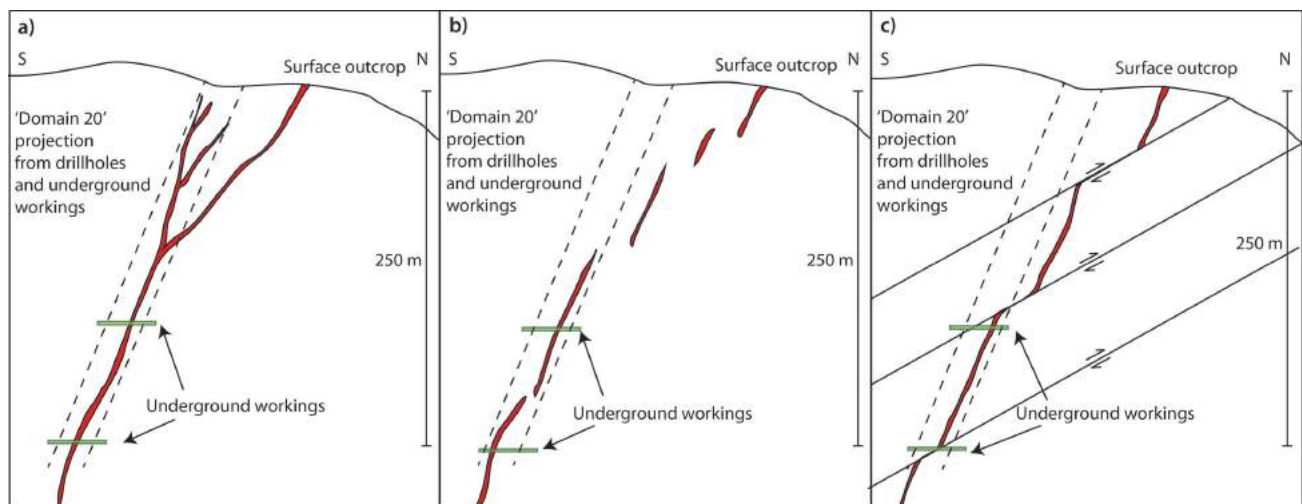 a)
S
N
Surface outcrop
'Domain 20'
projection
from drillholes
and underground
workings
250 m
Underground workings
b)
S
N
Surface outcrop
'Domain 20'
projection
from drillholes
and underground
workings
250 m
Underground workings
c)
S
N
Surface outcrop
'Domain 20'
projection
from drillholes
and underground
workings
250 m
Underground workings